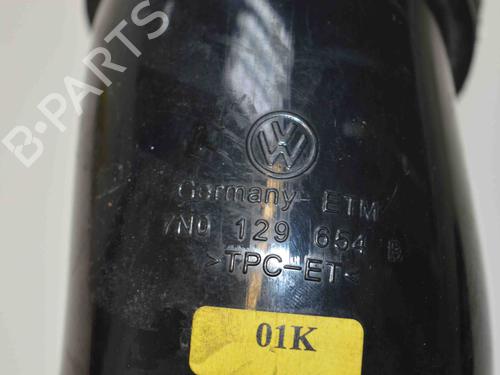 B-PARTS
VW
Germany-ETM
7N0 129 654 B
>TPC-ET<
01K